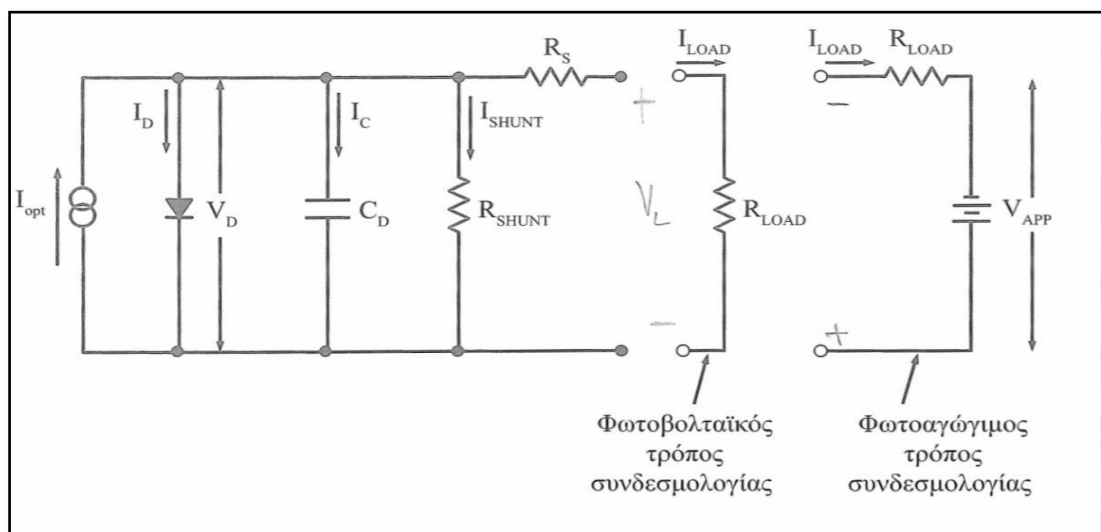 R_S
I_LOAD
I_LOAD
R_LOAD
I_D
I_C
I_SHUNT
+
-
I_opt
V_D
C_D
R_SHUNT
V_L
R_LOAD
V_APP
-
+
Φωτοβολταϊκός
τρόπος
συνδεσμολογίας
Φωτοαγώγιμος
τρόπος
συνδεσμολογίας